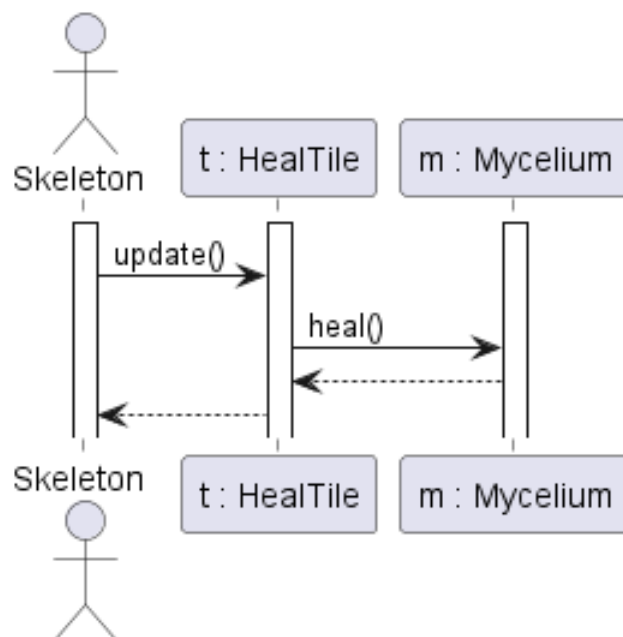 Skeleton
t : HealTile
m : Mycelium
update()
heal()
Skeleton
t : HealTile
m : Mycelium